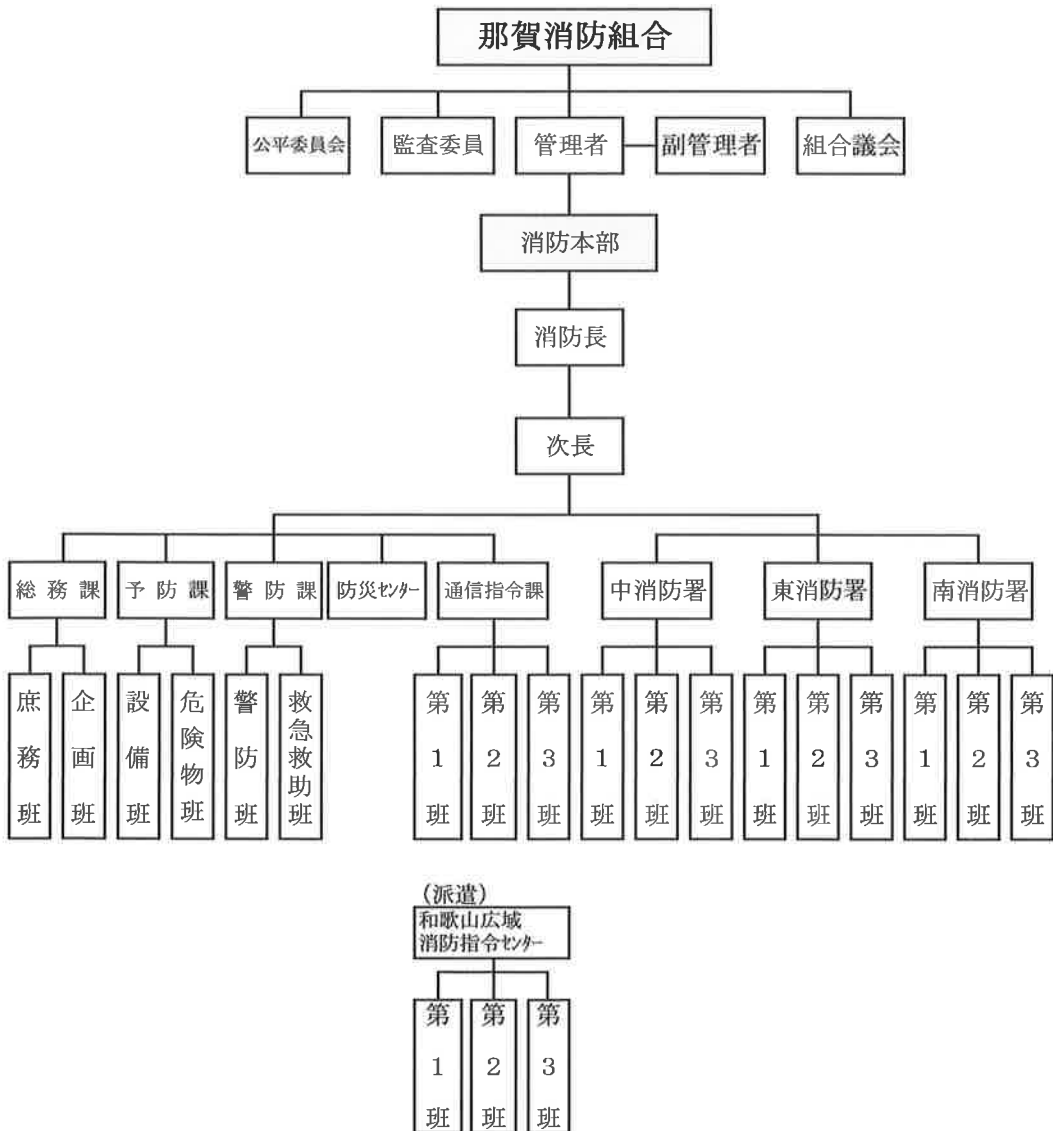 那賀消防組合
公平委員会
監査委員
管理者
副管理者
組合議会
消防本部
消防長
次長
総務課
予防課
警防課
防災センター
通信指令課
中消防署
東消防署
南消防署
庶務班
企画班
設備班
危険物班
警防班
救急救助班
第1班
第2班
第3班
第1班
第2班
第3班
第1班
第2班
第3班
第1班
第2班
第3班
(派遣)
和歌山広域
消防指令センター
第1班
第2班
第3班